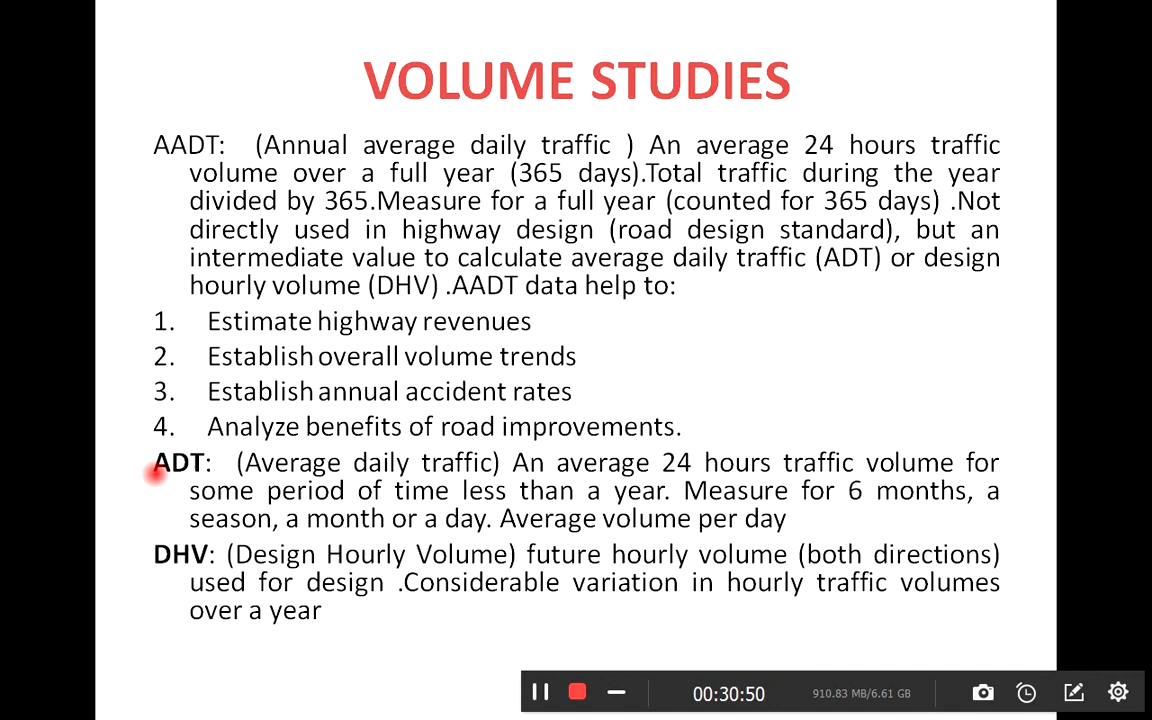 VOLUME STUDIES
AADT: (Annual average daily traffic ) An average 24 hours traffic
volume over a full year (365 days).Total traffic during the year
divided by 365.Measure for a full year (counted for 365 days) .Not
directly used in highway design (road design standard), but an
intermediate value to calculate average daily traffic (ADT) or design
hourly volume (DHV) .AADT data help to:
1. Estimate highway revenues
2. Establish overall volume trends
3. Establish annual accident rates
4. Analyze benefits of road improvements.
ADT: (Average daily traffic) An average 24 hours traffic volume for
some period of time less than a year. Measure for 6 months, a
season, a month or a day. Average volume per day
DHV: (Design Hourly Volume) future hourly volume (both directions)
used for design .Considerable variation in hourly traffic volumes
over a year
00:30:50 910.83 MB/6.61 GB